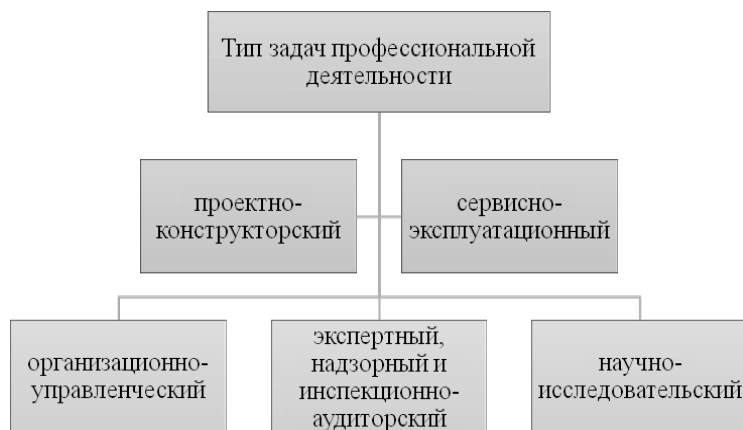 Тип задач профессиональной
деятельности
проектно-
конструкторский
сервисно-
эксплуатационный
организационно-
управленческий
экспертный,
надзорный и
инспекционно-
аудиторский
научно-
исследовательский